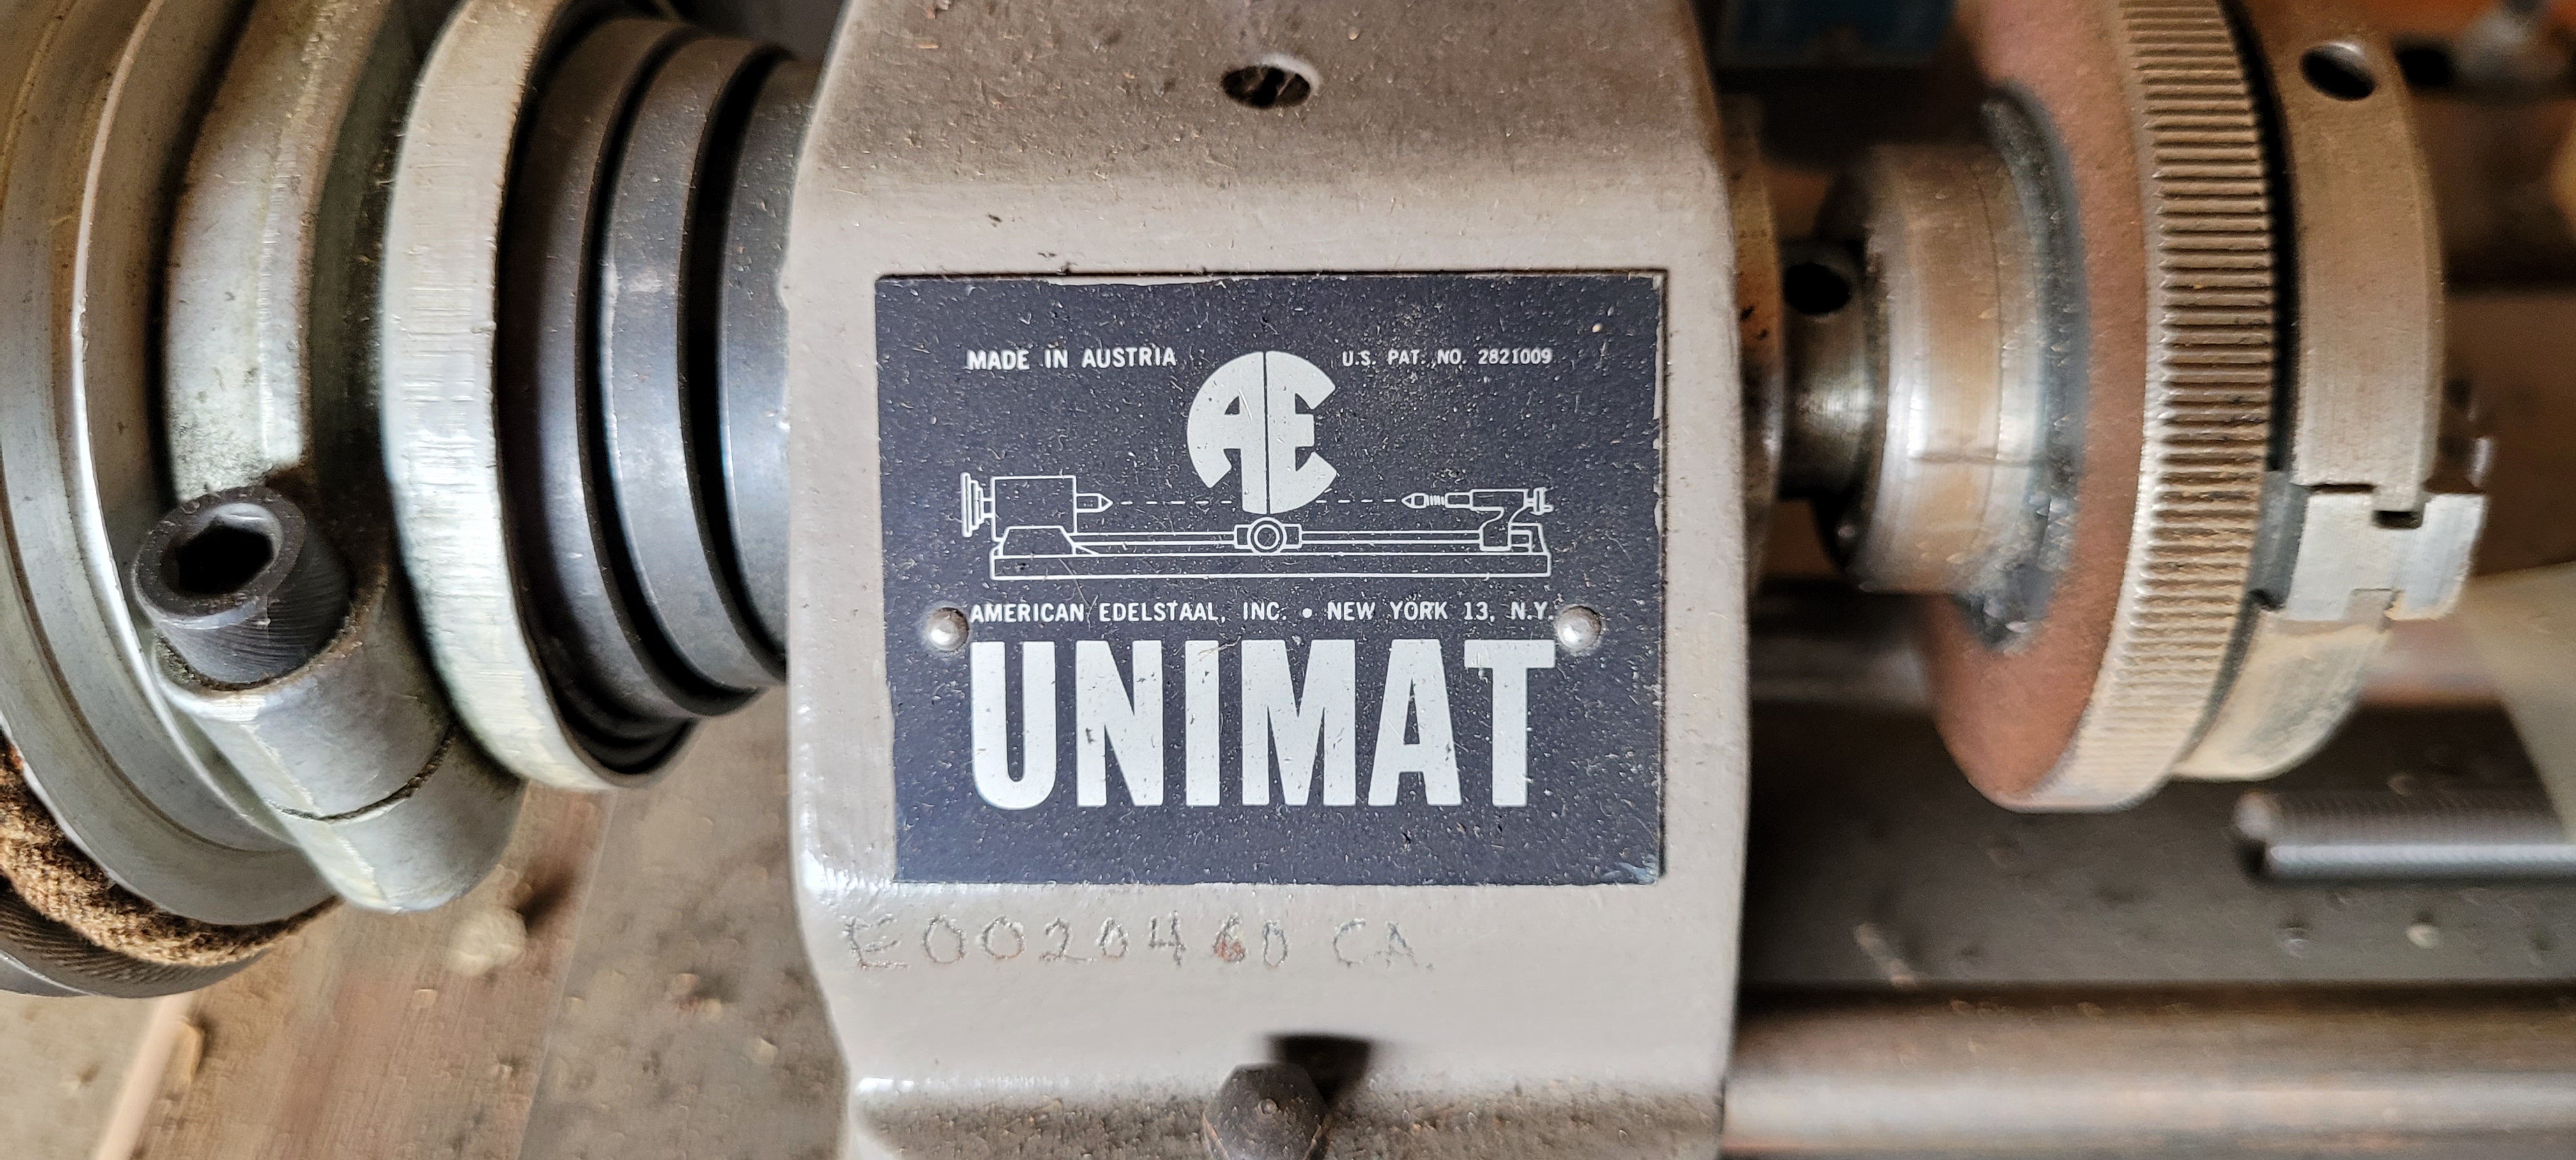 MADE IN AUSTRIA
U.S. PAT. NO. 2821009
AE
AMERICAN EDELSTAAL, INC. • NEW YORK 13, N.Y.
UNIMAT
E0020460 CA.